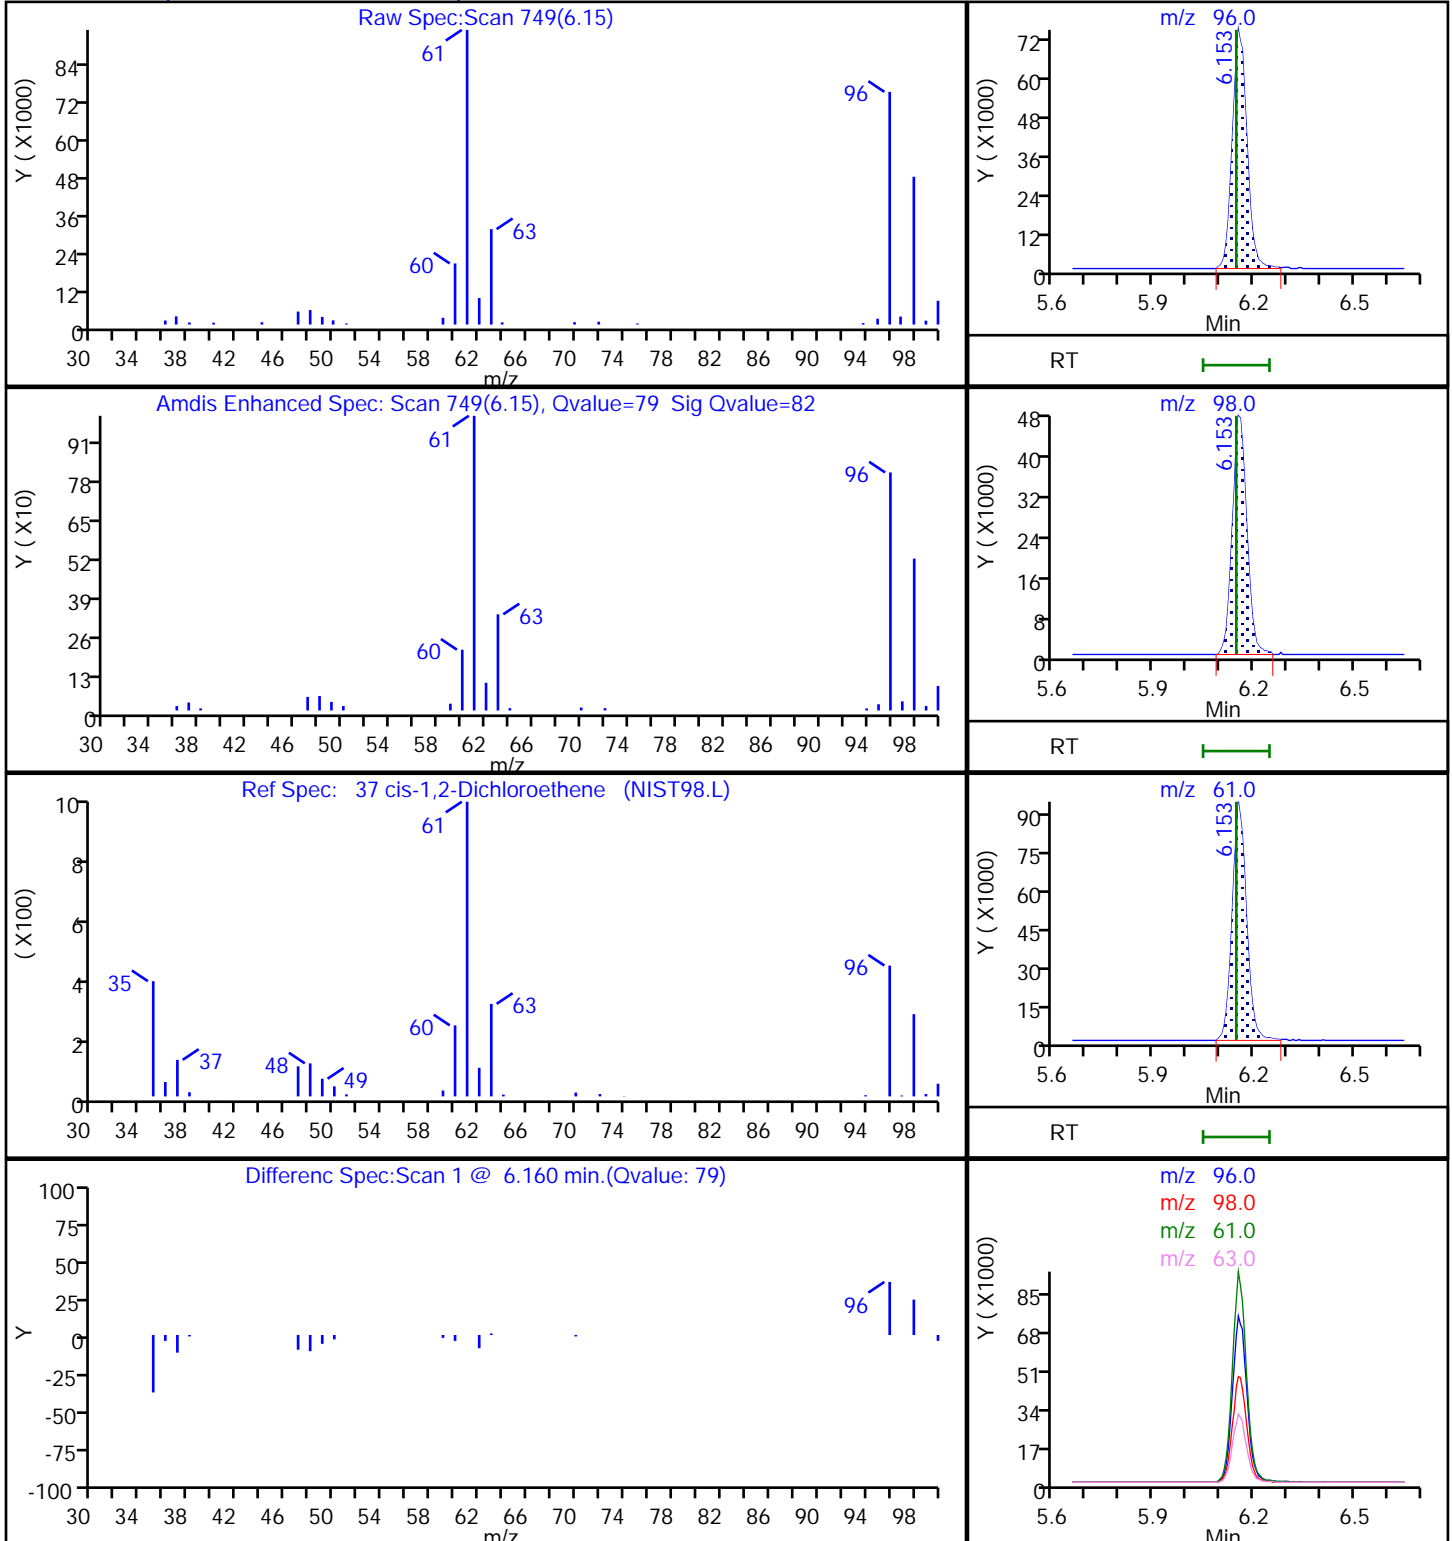 Raw Spec:Scan 749(6.15)
Y ( X1000)
84
72
60
48
36
24
12
0
61
96
63
60
30 34 38 42 46 50 54 58 62 66 70 74 78 82 86 90 94 98
m/z
m/z 96.0
Y ( X1000)
72
60
48
36
24
12
0
6.153
5.6 5.9 6.2 6.5
Min
RT
Amdis Enhanced Spec: Scan 749(6.15), Qvalue=79 Sig Qvalue=82
Y ( X10)
91
78
65
52
39
26
13
0
61
96
63
60
30 34 38 42 46 50 54 58 62 66 70 74 78 82 86 90 94 98
m/z
m/z 98.0
Y ( X1000)
48
40
32
24
16
8
0
6.153
5.6 5.9 6.2 6.5
Min
RT
Ref Spec: 37 cis-1,2-Dichloroethene (NIST98.L)
( X100)
10
8
6
4
2
0
61
35
96
63
60
37
48
49
30 34 38 42 46 50 54 58 62 66 70 74 78 82 86 90 94 98
m/z
m/z 61.0
Y ( X1000)
90
75
60
45
30
15
0
6.153
5.6 5.9 6.2 6.5
Min
RT
Differenc Spec:Scan 1 @ 6.160 min.(Qvalue: 79)
Y
100
75
50
25
0
-25
-50
-75
-100
96
30 34 38 42 46 50 54 58 62 66 70 74 78 82 86 90 94 98
m/z
m/z 96.0
m/z 98.0
m/z 61.0
m/z 63.0
Y ( X1000)
85
68
51
34
17
0
5.6 5.9 6.2 6.5
Min